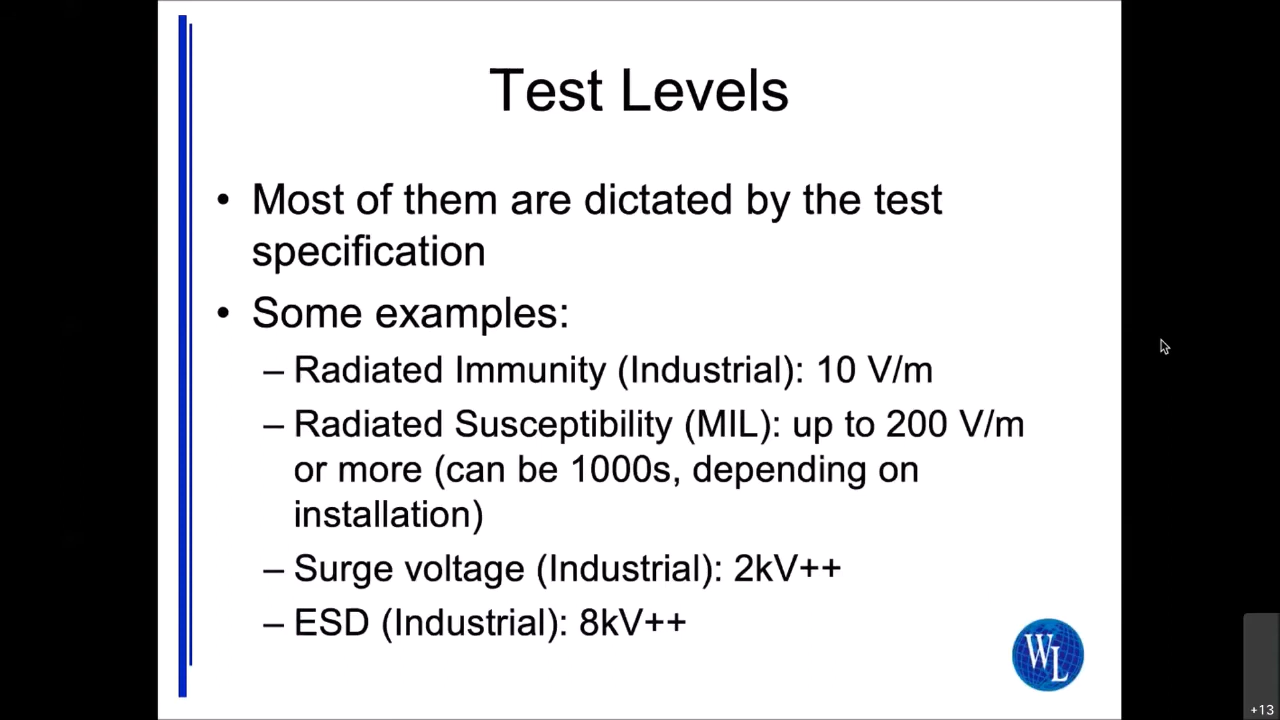 Test Levels
• Most of them are dictated by the test
specification
• Some examples:
– Radiated Immunity (Industrial): 10 V/m
– Radiated Susceptibility (MIL): up to 200 V/m
or more (can be 1000s, depending on
installation)
– Surge voltage (Industrial): 2kV++
– ESD (Industrial): 8kV++
WL
+13